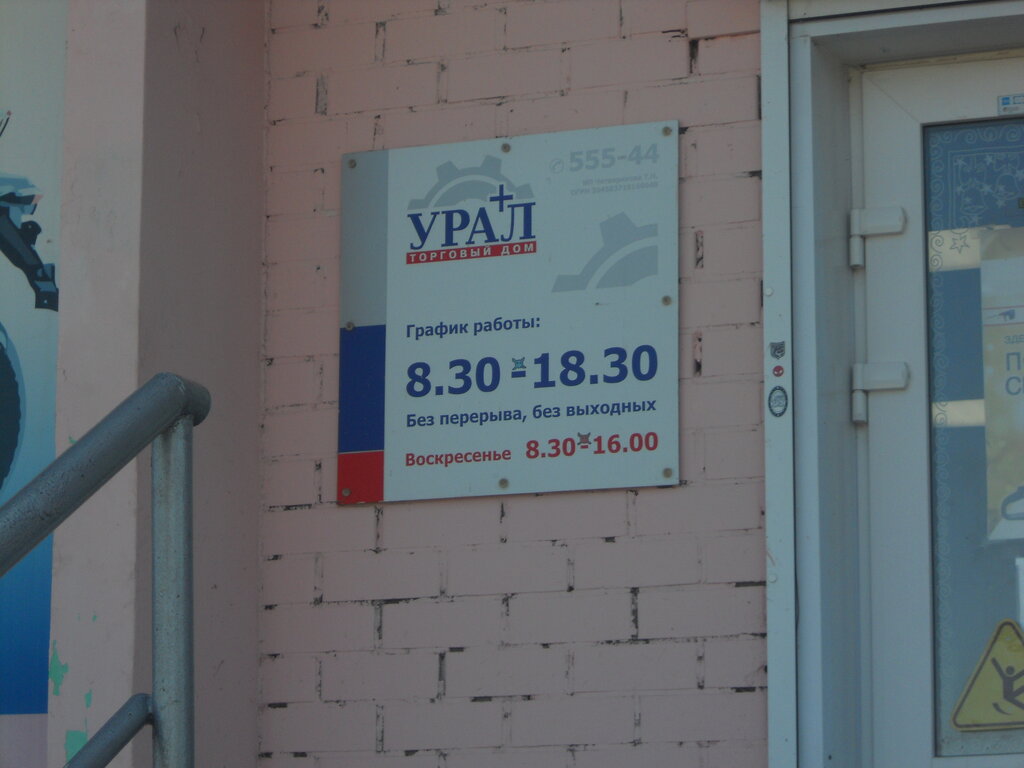 555-44
УРАЛ+
ТОРГОВЫЙ ДОМ
График работы:
8.30-18.30
Без перерыва, без выходных
Воскресенье 8.30-16.00